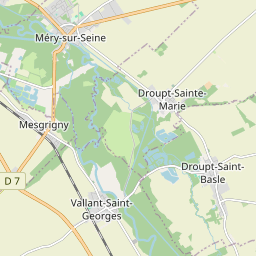 Méry-sur-Seine
Droupt-Sainte-
Marie
Mesgrigny
Droupt-Saint-
Basle
D 7
Vallant-Saint-
Georges